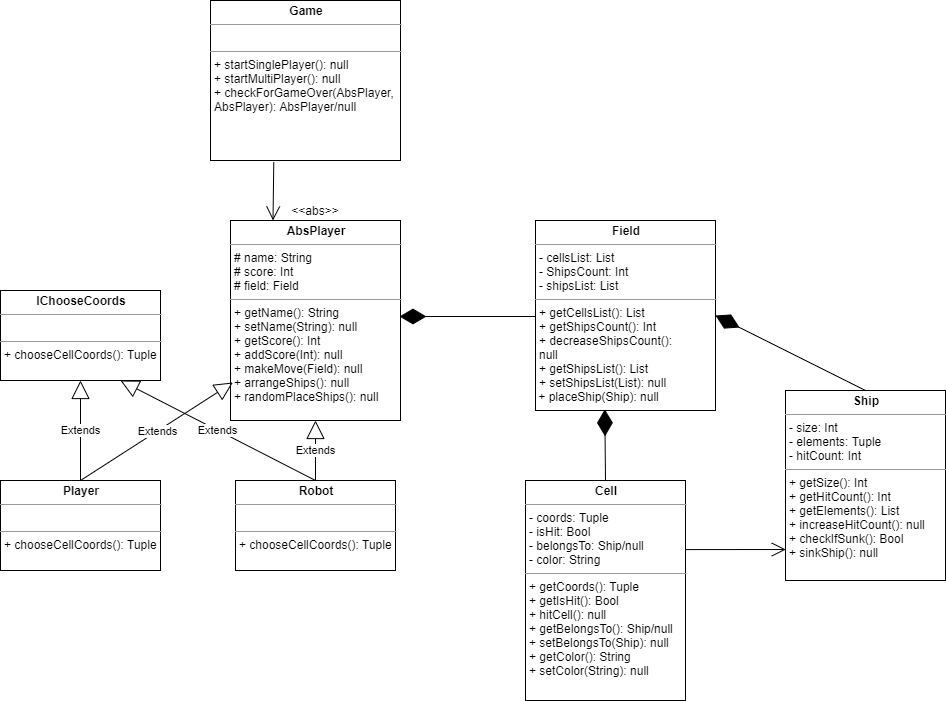 Game
+ startSinglePlayer(): null
+ startMultiPlayer(): null
+ checkForGameOver(AbsPlayer,
AbsPlayer): AbsPlayer/null
<<abs>>
AbsPlayer
# name: String
# score: Int
# field: Field
+ getName(): String
+ setName(String): null
+ getScore(): Int
+ addScore(Int): null
+ makeMove(Field): null
+ arrangeShips(): null
+ randomPlaceShips(): null
Field
- cellsList: List
- ShipsCount: Int
- shipsList: List
+ getCellsList(): List
+ getShipsCount(): Int
+ decreaseShipsCount():
null
+ getShipsList(): List
+ setShipsList(List): null
+ placeShip(Ship): null
IChooseCoords
+ chooseCellCoords(): Tuple
Extends
Extends
Extends
Extends
Player
+ chooseCellCoords(): Tuple
Robot
+ chooseCellCoords(): Tuple
Cell
- coords: Tuple
- isHit: Bool
- belongsTo: Ship/null
- color: String
+ getCoords(): Tuple
+ getIsHit(): Bool
+ hitCell(): null
+ getBelongsTo(): Ship/null
+ setBelongsTo(Ship): null
+ getColor(): String
+ setColor(String): null
Ship
- size: Int
- elements: Tuple
- hitCount: Int
+ getSize(): Int
+ getHitCount(): Int
+ getElements(): List
+ increaseHitCount(): null
+ checkIfSunk(): Bool
+ sinkShip(): null